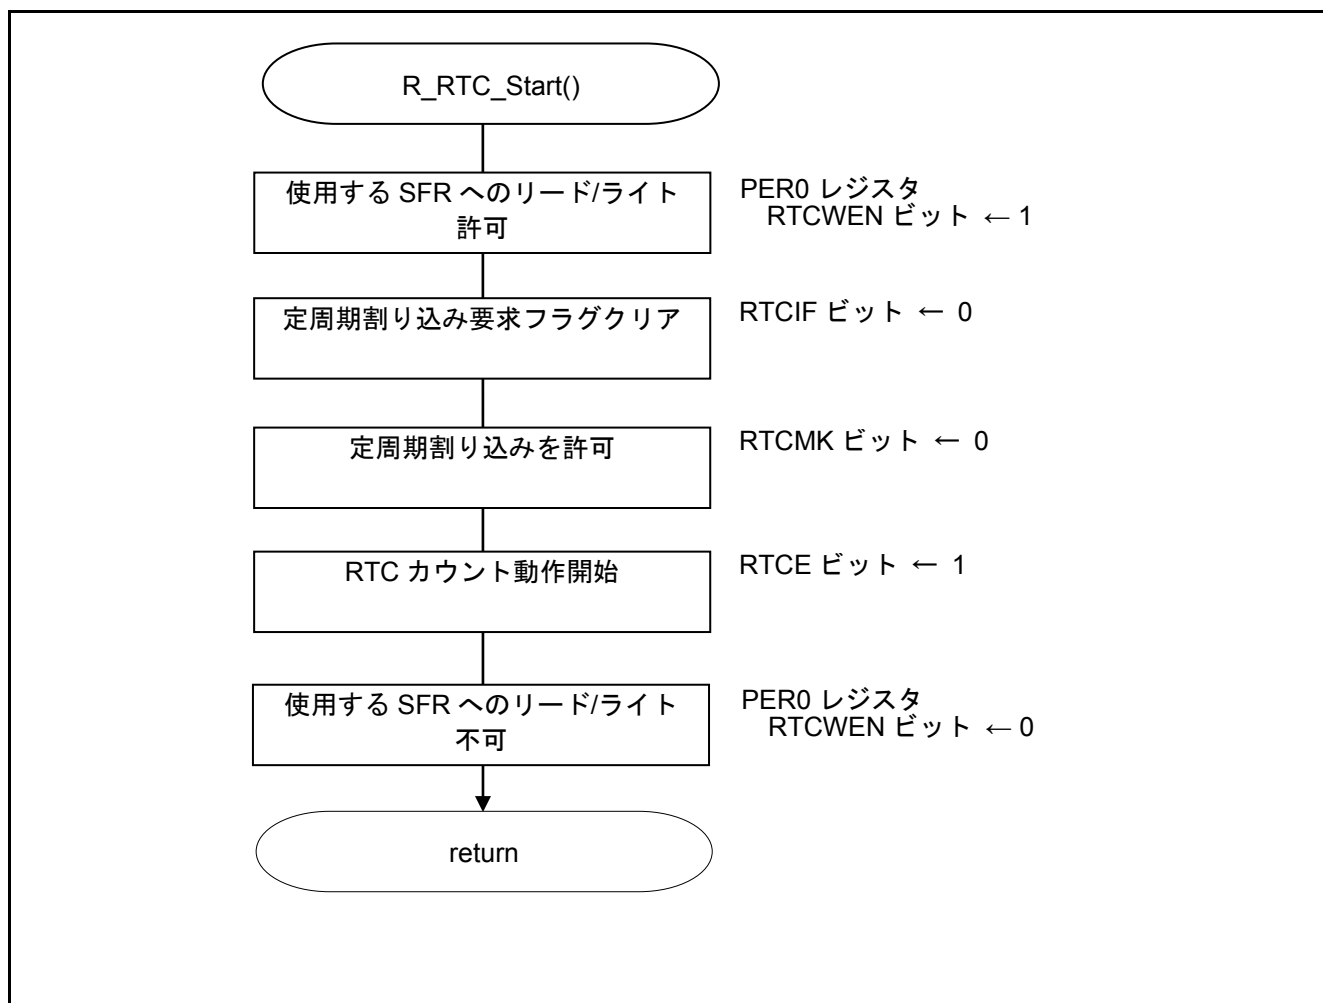 R_RTC_Start()
使用する SFR へのリード/ライト
許可
PER0 レジスタ
RTCWEN ビット ← 1
定周期割り込み要求フラグクリア
RTCIF ビット ← 0
定周期割り込みを許可
RTCMK ビット ← 0
RTC カウント動作開始
RTCE ビット ← 1
使用する SFR へのリード/ライト
不可
PER0 レジスタ
RTCWEN ビット ← 0
return